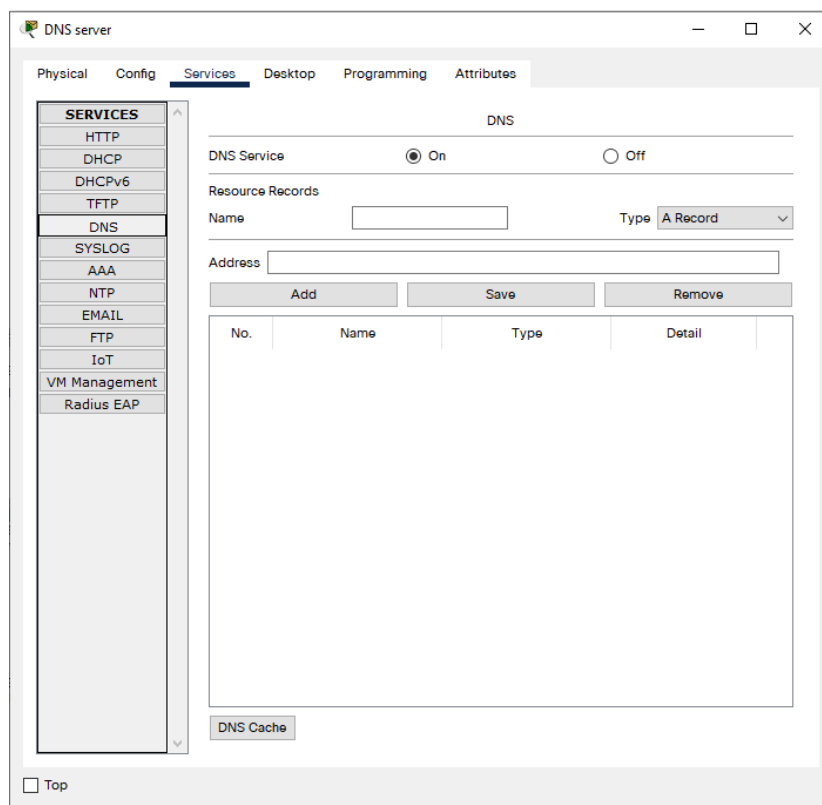 DNS server
Physical Config Services Desktop Programming Attributes
SERVICES
HTTP
DHCP
DHCPv6
TFTP
DNS
SYSLOG
AAA
NTP
EMAIL
FTP
IoT
VM Management
Radius EAP
DNS
DNS Service On Off
Resource Records
Name Type A Record
Address
Add Save Remove
No. Name Type Detail
DNS Cache
Top